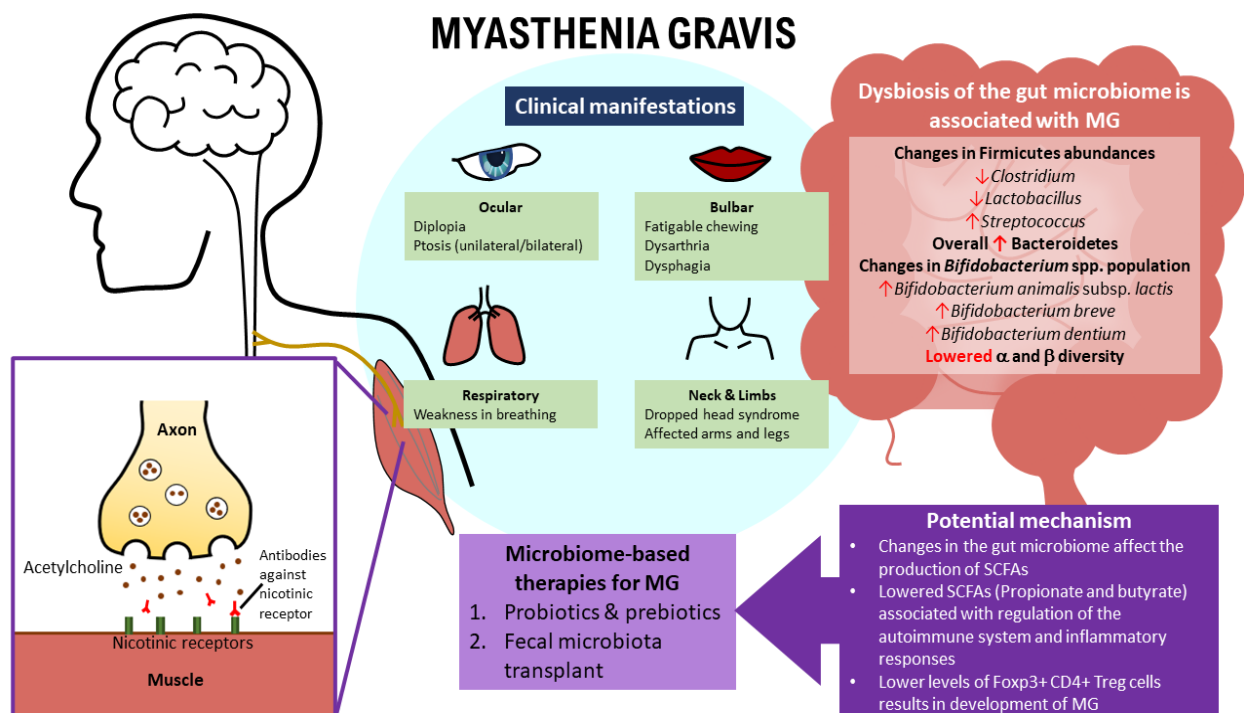 MYASTHENIA GRAVIS
Clinical manifestations
Ocular
Diplopia
Ptosis (unilateral/bilateral)
Bulbar
Fatigable chewing
Dysarthria
Dysphagia
Respiratory
Weakness in breathing
Neck & Limbs
Dropped head syndrome
Affected arms and legs
Dysbiosis of the gut microbiome is
associated with MG
Changes in Firmicutes abundances
↓Clostridium
↓Lactobacillus
↑Streptococcus
Overall ↑ Bacteroidetes
Changes in Bifidobacterium spp. population
↑Bifidobacterium animalis subsp. lactis
↑Bifidobacterium breve
↑Bifidobacterium dentium
Lowered α and β diversity
Axon
Acetylcholine
Antibodies
against
nicotinic
receptor
Nicotinic receptors
Muscle
Microbiome-based
therapies for MG
1. Probiotics & prebiotics
2. Fecal microbiota
transplant
Potential mechanism
• Changes in the gut microbiome affect the
production of SCFAs
• Lowered SCFAs (Propionate and butyrate)
associated with regulation of the
autoimmune system and inflammatory
responses
• Lower levels of Foxp3+ CD4+ Treg cells
results in development of MG